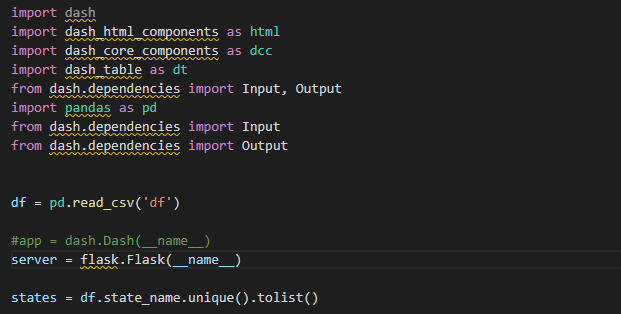 import dash
import dash_html_components as html
import dash_core_components as dcc
import dash_table as dt
from dash.dependencies import Input, Output
import pandas as pd
from dash.dependencies import Input
from dash.dependencies import Output
df = pd.read_csv('df')
#app = dash.Dash(__name__)
server = flask.Flask(__name__)
states = df.state_name.unique().tolist()